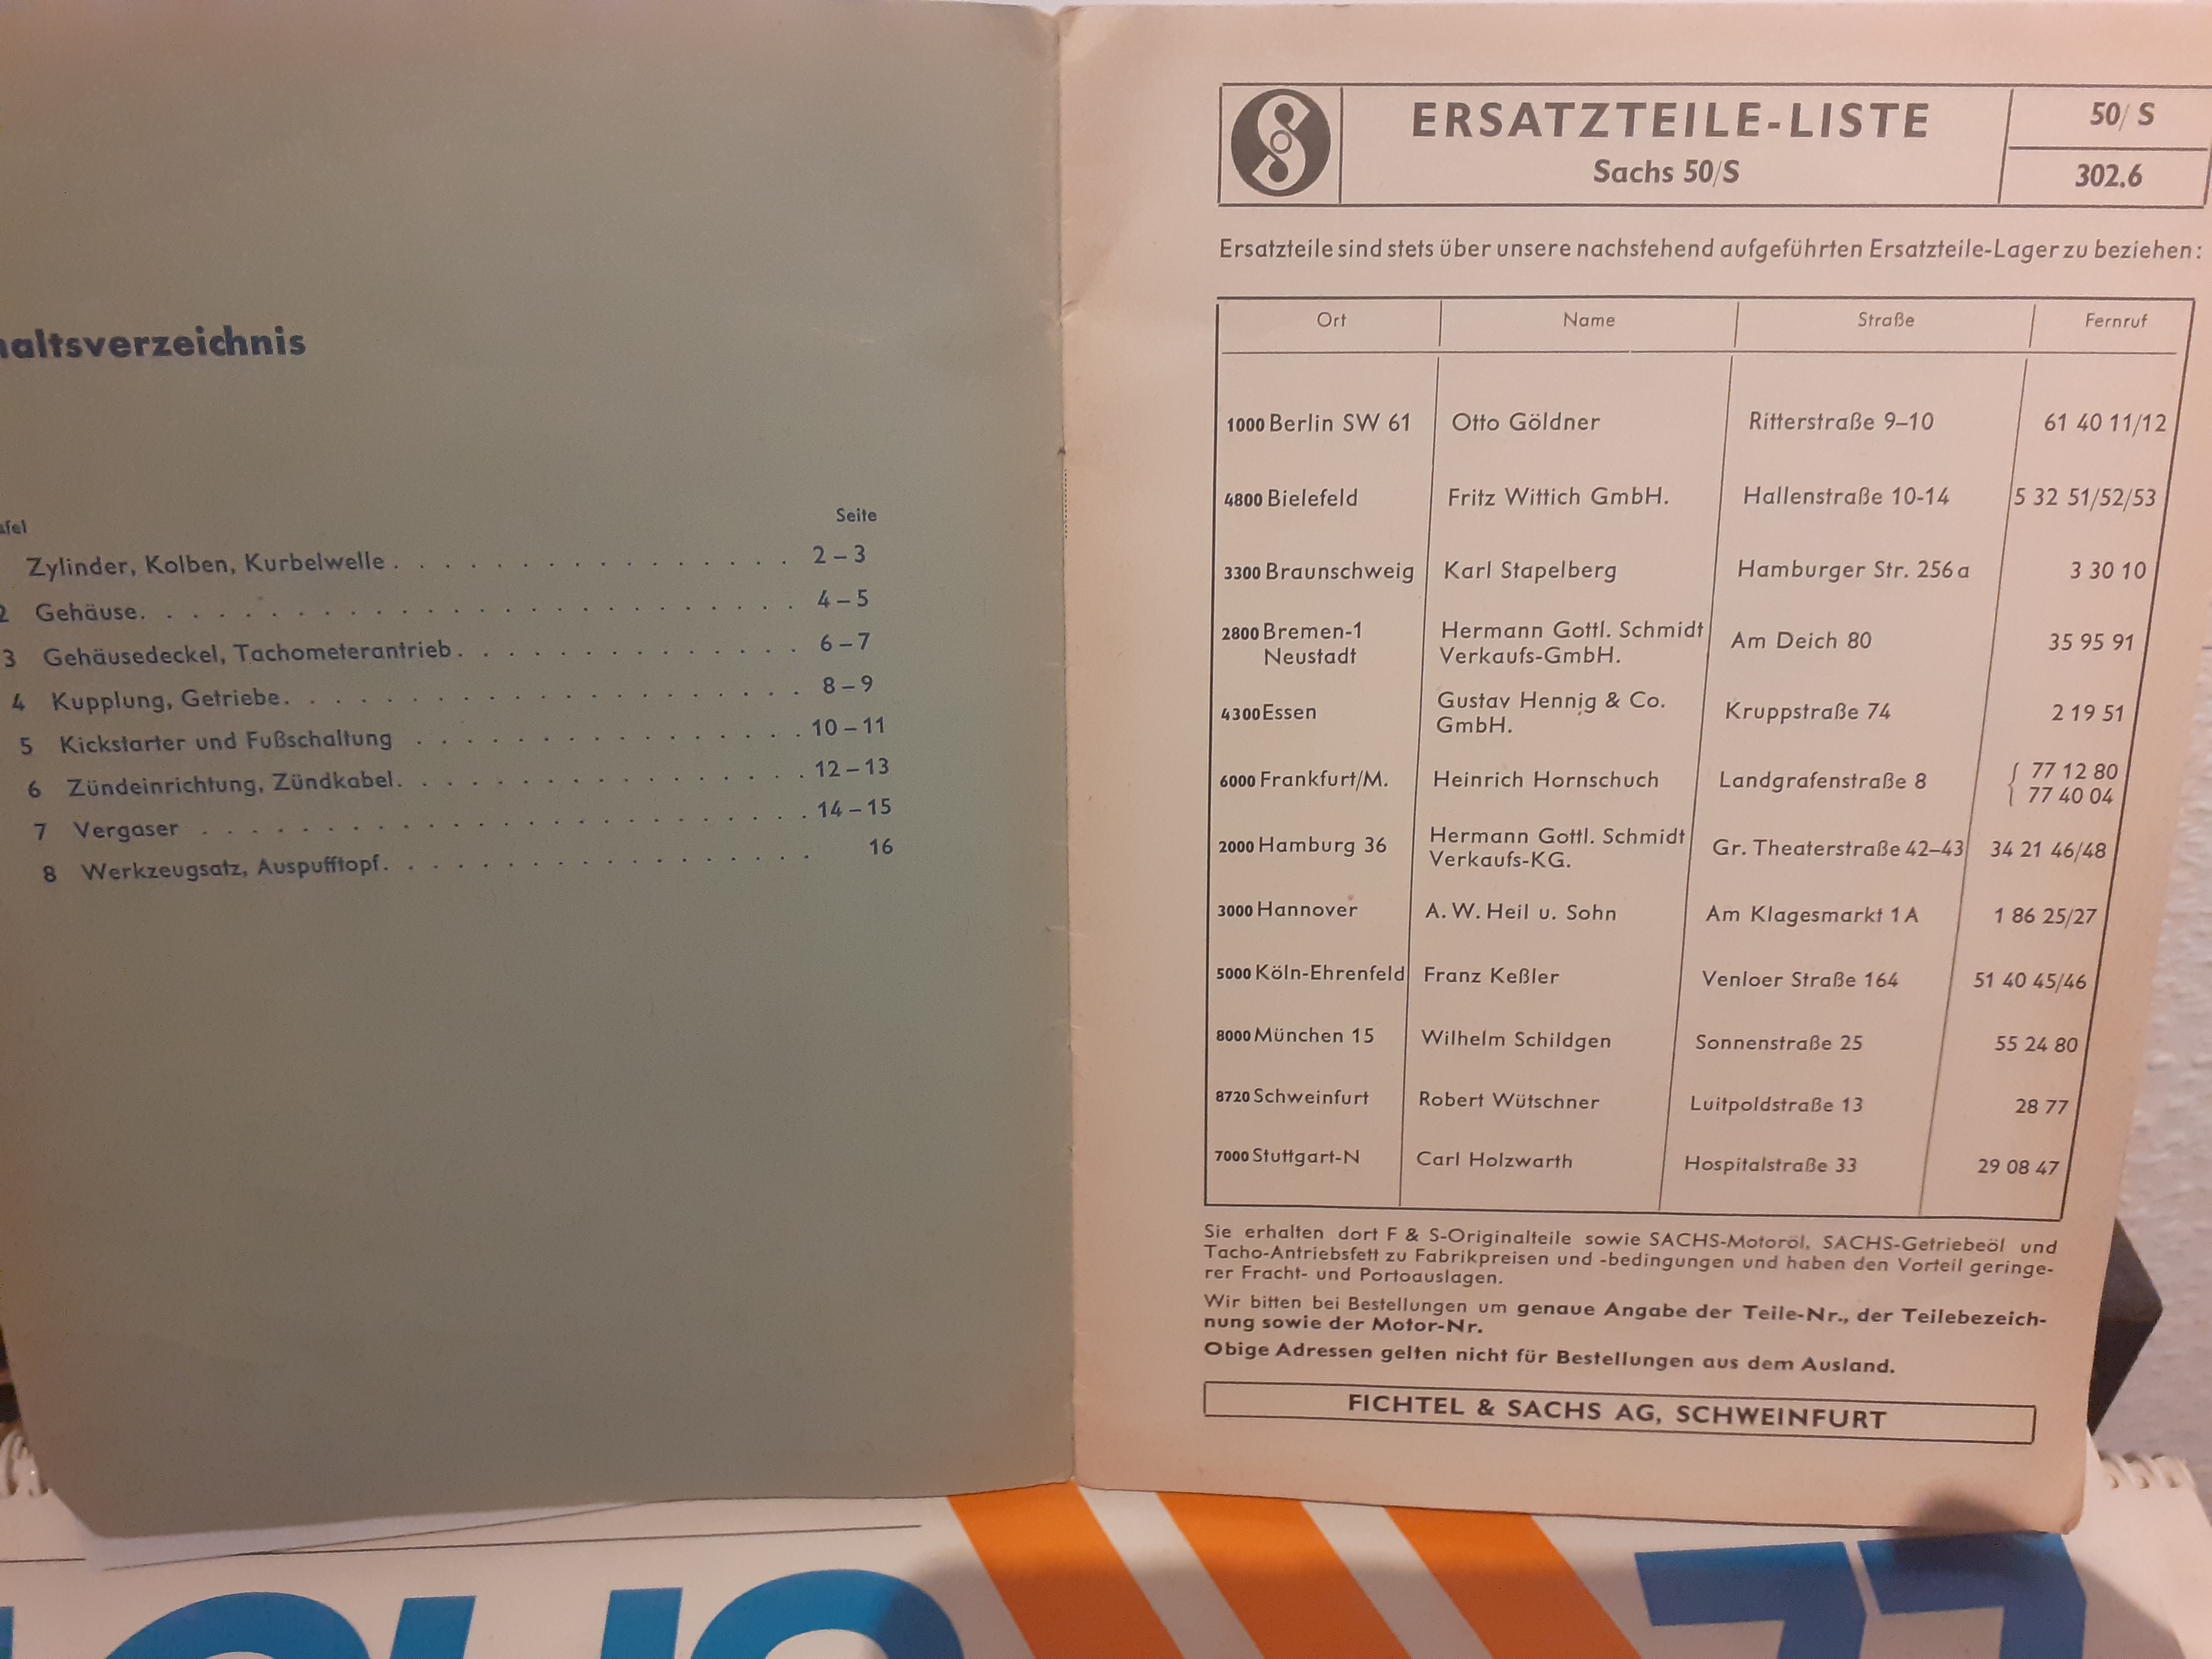 haltsverzeichnis
afel Seite
Zylinder, Kolben, Kurbelwelle . . . . . . . . . . . . . . . . 2 – 3
2 Gehäuse. . . . . . . . . . . . . . . . . . . . . . . . . . 4 – 5
3 Gehäusedeckel, Tachometerantrieb . . . . . . . . . . . . . 6 – 7
4 Kupplung, Getriebe. . . . . . . . . . . . . . . . . . . . 8 – 9
5 Kickstarter und Fußschaltung . . . . . . . . . . . . . . 10 – 11
6 Zündeinrichtung, Zündkabel. . . . . . . . . . . . . . . . 12 – 13
7 Vergaser . . . . . . . . . . . . . . . . . . . . . . . . 14 – 15
8 Werkzeugsatz, Auspufftopf. . . . . . . . . . . . . . . . 16
ERSATZTEILE-LISTE
Sachs 50/S
50/ S
302.6
Ersatzteile sind stets über unsere nachstehend aufgeführten Ersatzteile-Lager zu beziehen:
Ort Name Straße Fernruf
1000 Berlin SW 61 Otto Göldner Ritterstraße 9–10 61 40 11/12
4800 Bielefeld Fritz Wittich GmbH. Hallenstraße 10-14 5 32 51/52/53
3300 Braunschweig Karl Stapelberg Hamburger Str. 256a 3 30 10
2800 Bremen-1 Hermann Gottl. Schmidt Am Deich 80 35 95 91
Neustadt Verkaufs-GmbH.
4300 Essen Gustav Hennig & Co. Kruppstraße 74 2 19 51
GmbH.
6000 Frankfurt/M. Heinrich Hornschuch Landgrafenstraße 8 { 77 12 80
77 40 04
2000 Hamburg 36 Hermann Gottl. Schmidt Gr. Theaterstraße 42–43 34 21 46/48
Verkaufs-KG.
3000 Hannover A. W. Heil u. Sohn Am Klagesmarkt 1 A 1 86 25/27
5000 Köln-Ehrenfeld Franz Keßler Venloer Straße 164 51 40 45/46
8000 München 15 Wilhelm Schildgen Sonnenstraße 25 55 24 80
8720 Schweinfurt Robert Wütschner Luitpoldstraße 13 28 77
7000 Stuttgart-N Carl Holzwarth Hospitalstraße 33 29 08 47
Sie erhalten dort F & S-Originalteile sowie SACHS-Motoröl, SACHS-Getriebeöl und
Tacho-Antriebsfett zu Fabrikpreisen und -bedingungen und haben den Vorteil geringe-
rer Fracht- und Portoauslagen.
Wir bitten bei Bestellungen um genaue Angabe der Teile-Nr., der Teilebezeich-
nung sowie der Motor-Nr.
Obige Adressen gelten nicht für Bestellungen aus dem Ausland.
FICHTEL & SACHS AG, SCHWEINFURT